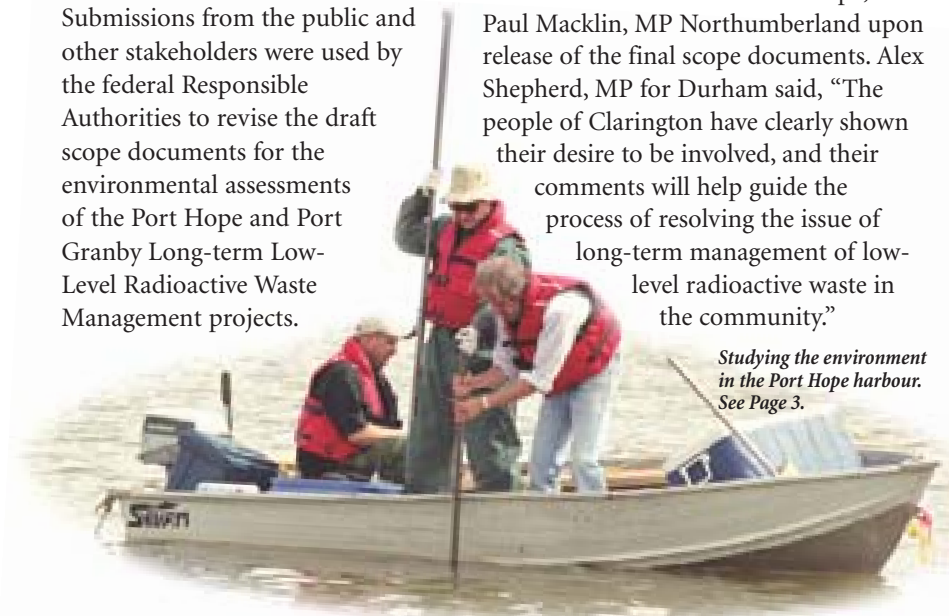 Submissions from the public and
other stakeholders were used by
the federal Responsible
Authorities to revise the draft
scope documents for the
environmental assessments
of the Port Hope and Port
Granby Long-term Low-
Level Radioactive Waste
Management projects.
Paul Macklin, MP Northumberland upon
release of the final scope documents. Alex
Shepherd, MP for Durham said, “The
people of Clarington have clearly shown
their desire to be involved, and their
comments will help guide the
process of resolving the issue of
long-term management of low-
level radioactive waste in
the community.”
Studying the environment
in the Port Hope harbour.
See Page 3.